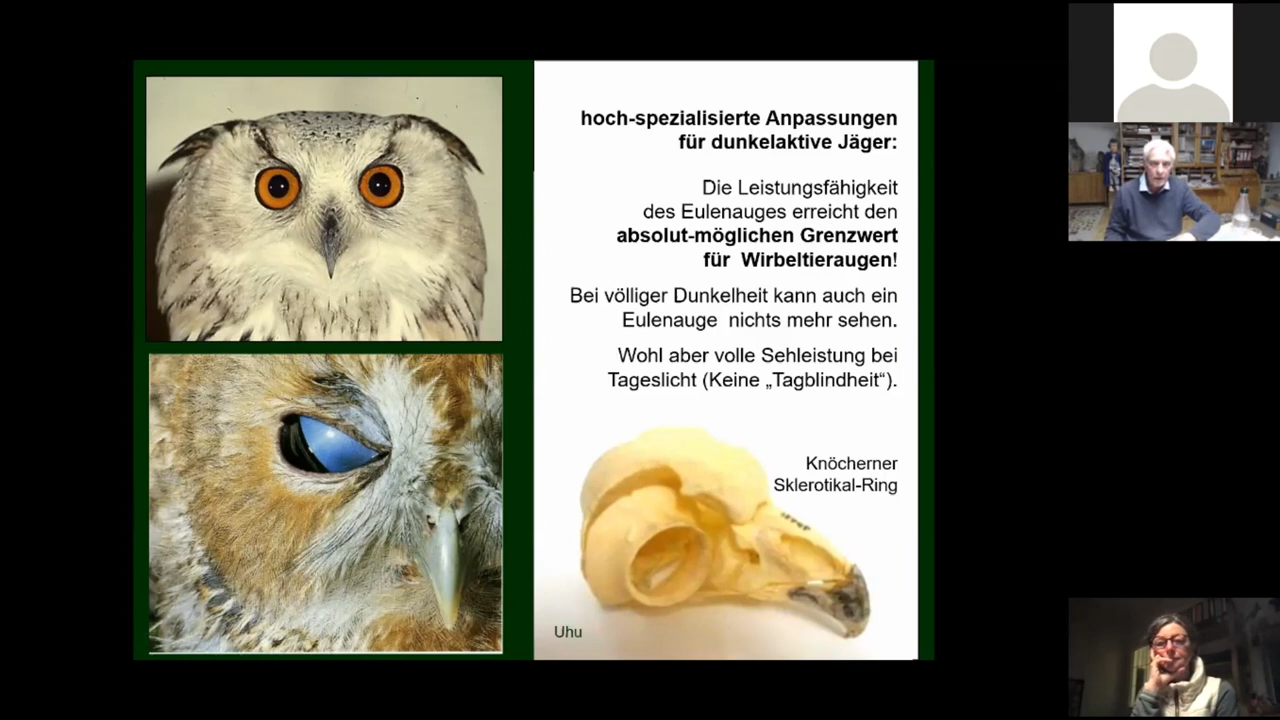 hoch-spezialisierte Anpassungen
für dunkelaktive Jäger:
Die Leistungsfähigkeit
des Eulenauges erreicht den
absolut-möglichen Grenzwert
für  Wirbeltieraugen!
Bei völliger Dunkelheit kann auch ein
Eulenauge  nichts mehr sehen.
Wohl aber volle Sehleistung bei
Tageslicht (Keine „Tagblindheit“).
Knöcherner
Sklerotikal-Ring
Uhu